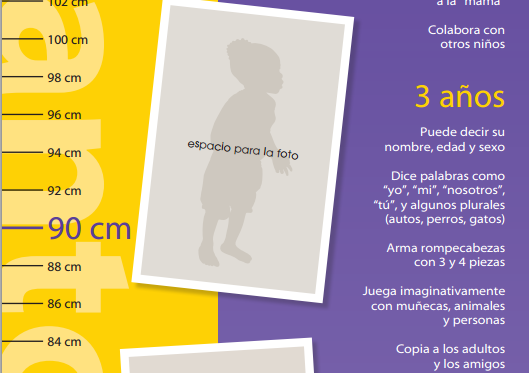 102 cm
100 cm
98 cm
96 cm
94 cm
92 cm
90 cm
88 cm
86 cm
84 cm
espacio para la foto
a la "mamá"
Colabora con
otros niños
3 años
Puede decir su
nombre, edad y sexo
Dice palabras como
“yo”, “mi”, “nosotros”,
“tú”, y algunos plurales
(autos, perros, gatos)
Arma rompecabezas
con 3 y 4 piezas
Juega imaginativamente
con muñecas, animales
y personas
Copia a los adultos
y los amigos